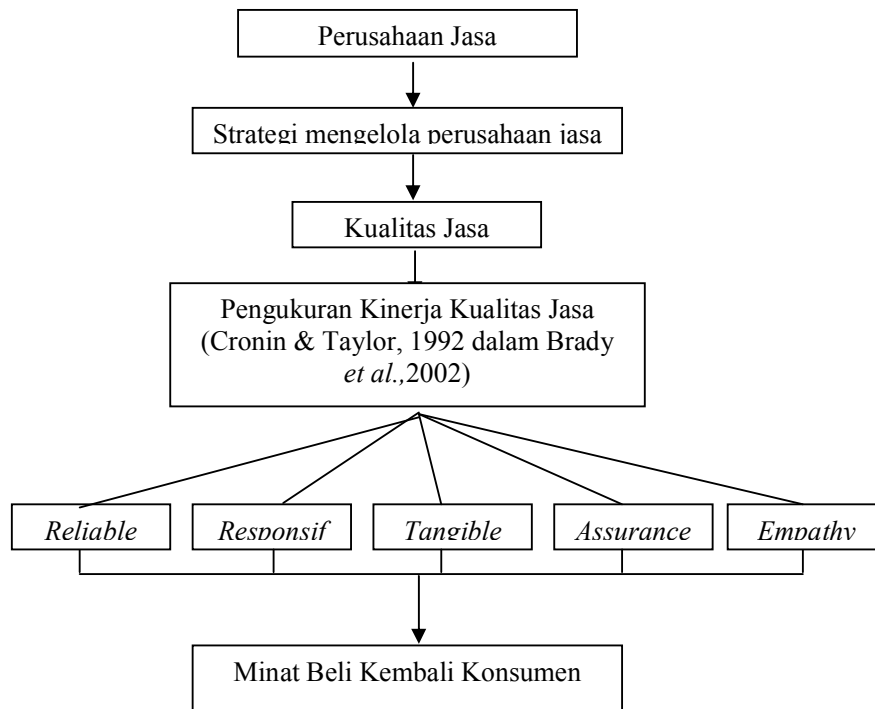 Perusahaan Jasa
Strategi mengelola perusahaan jasa
Kualitas Jasa
Pengukuran Kinerja Kualitas Jasa
(Cronin & Taylor, 1992 dalam Brady
et al.,2002)
Reliable
Responsif
Tangible
Assurance
Empathy
Minat Beli Kembali Konsumen